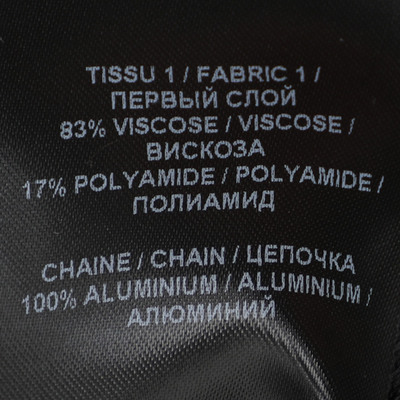 TISSU 1 / FABRIC 1 /
ПЕРВЫЙ СЛОЙ
83% VISCOSE / VISCOSE /
ВИСКОЗА
17% POLYAMIDE / POLYAMIDE /
ПОЛИАМИД
CHAINE / CHAIN / ЦЕПОЧКА
100% ALUMINIUM / ALUMINIUM /
АЛЮМИНИЙ